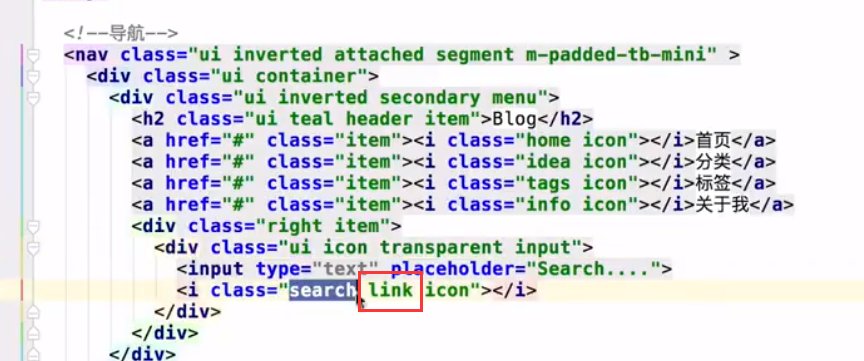 <!--导航-->
<nav class="ui inverted attached segment m-padded-tb-mini" >
<div class="ui container">
<div class="ui inverted secondary menu">
<h2 class="ui teal header item">Blog</h2>
<a href="#" class="item"><i class="home icon"></i>首页</a>
<a href="#" class="item"><i class="idea icon"></i>分类</a>
<a href="#" class="item"><i class="tags icon"></i>标签</a>
<a href="#" class="item"><i class="info icon"></i>关于我</a>
<div class="right item">
<div class="ui icon transparent input">
<input type="text" placeholder="Search....">
<i class="search link icon"></i>
</div>
</div>
</div>